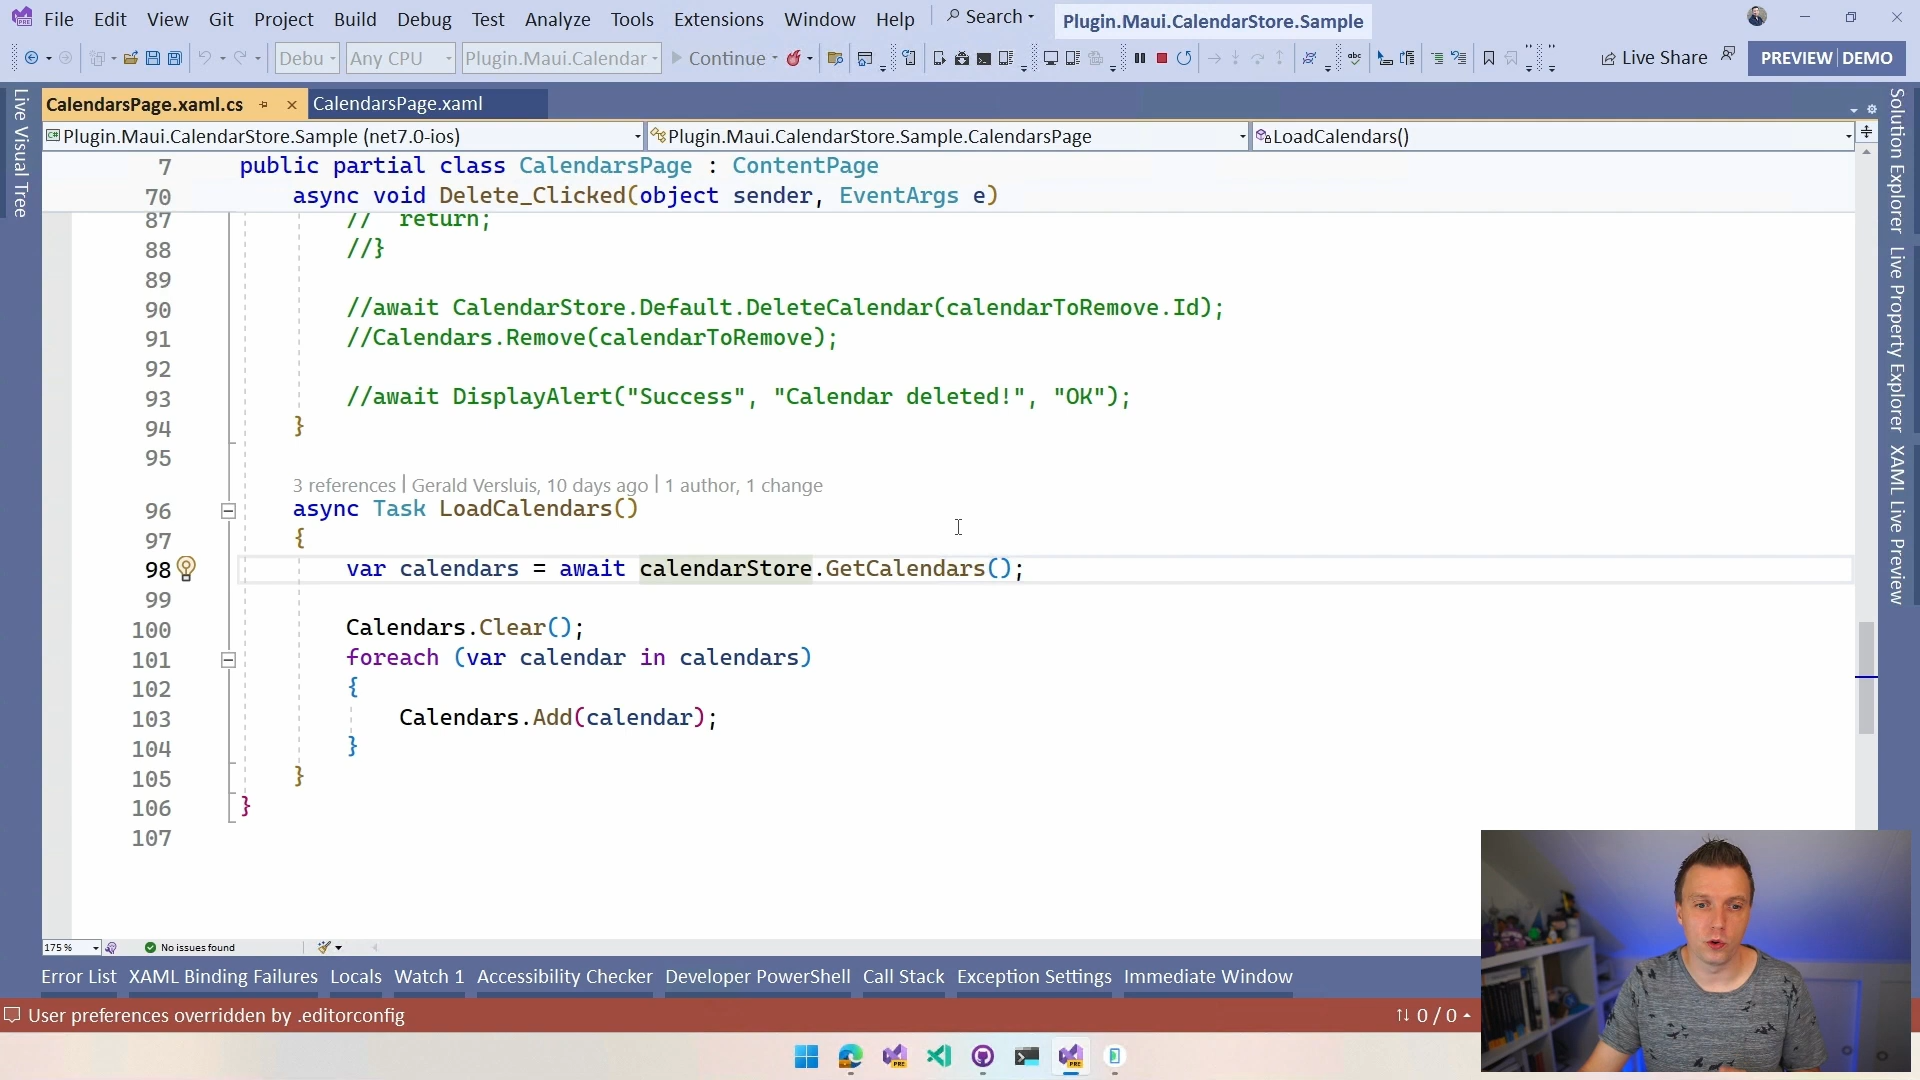 File Edit View Git Project Build Debug Test Analyze Tools Extensions Window Help Search Plugin.Maui.CalendarStore.Sample
Debu Any CPU Plugin.Maui.Calendar Continue Live Share PREVIEW DEMO
Live Visual Tree
CalendarsPage.xaml.cs CalendarsPage.xaml
Plugin.Maui.CalendarStore.Sample (net7.0-ios) Plugin.Maui.CalendarStore.Sample.CalendarsPage LoadCalendars()
7 public partial class CalendarsPage : ContentPage
70 async void Delete_Clicked(object sender, EventArgs e)
87 // return;
88 //}
89
90 //await CalendarStore.Default.DeleteCalendar(calendarToRemove.Id);
91 //Calendars.Remove(calendarToRemove);
92
93 //await DisplayAlert("Success", "Calendar deleted!", "OK");
94 }
95
3 references | Gerald Versluis, 10 days ago | 1 author, 1 change
96 async Task LoadCalendars()
97 {
98 var calendars = await calendarStore.GetCalendars();
99
100 Calendars.Clear();
101 foreach (var calendar in calendars)
102 {
103 Calendars.Add(calendar);
104 }
105 }
106 }
107
Solution Explorer
Live Property Explorer
XAML Live Preview
175 % No issues found
Error List XAML Binding Failures Locals Watch 1 Accessibility Checker Developer PowerShell Call Stack Exception Settings Immediate Window
User preferences overridden by .editorconfig 0 / 0